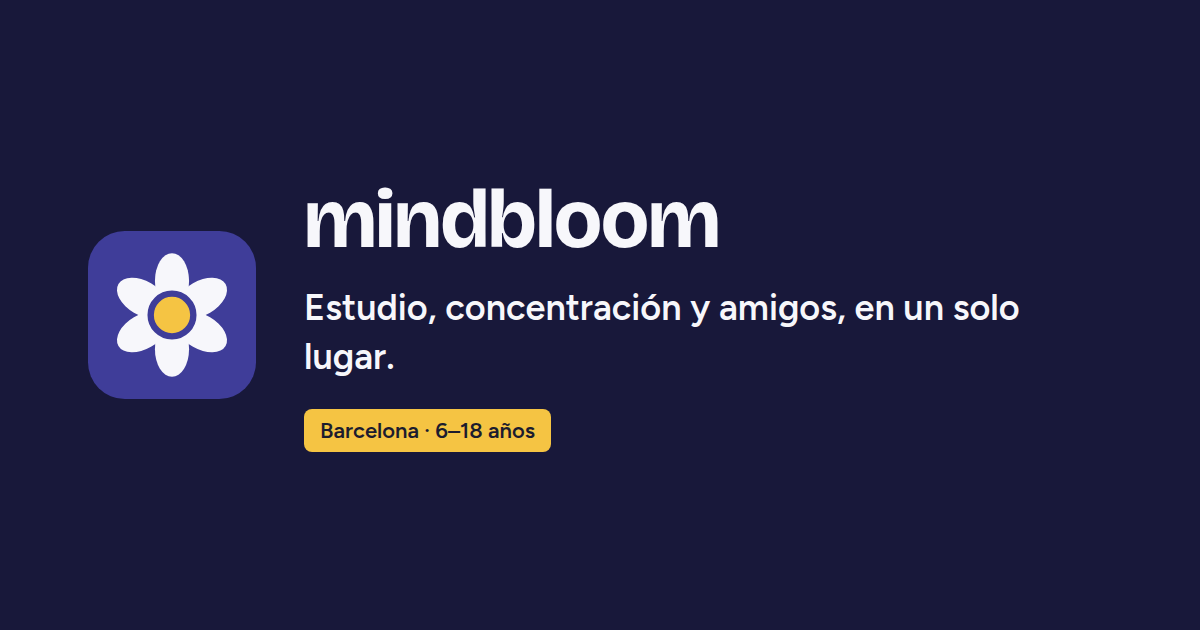 mindbloom
Estudio, concentración y amigos, en un solo
lugar.
Barcelona · 6–18 años